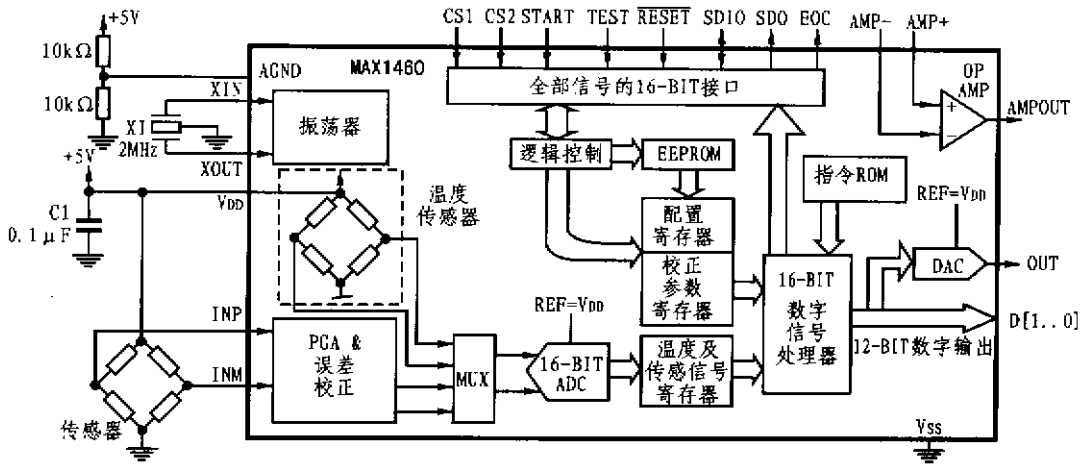 +5V
CS1 CS2 START TEST RESET SDIO SDO EOC AMP- AMP+
10kΩ
AGND
MAX1460
全部信号的16-BIT接口
OP
AMP
+
−
AMPOUT
XIN
10kΩ
XI
2MHz
振荡器
+5V
XOUT
VDD
逻辑控制
EEPROM
指令ROM
温度
传感器
C1
0.1μF
配置
寄存器
校正
参数
寄存器
REF=VDD
DAC
OUT
16-BIT
数字
信号
处理器
D[1..0]
12-BIT数字输出
INP
PGA &
误差
校正
MUX
REF=VDD
16-BIT
ADC
温度及
传感信号
寄存器
INM
传感器
VSS